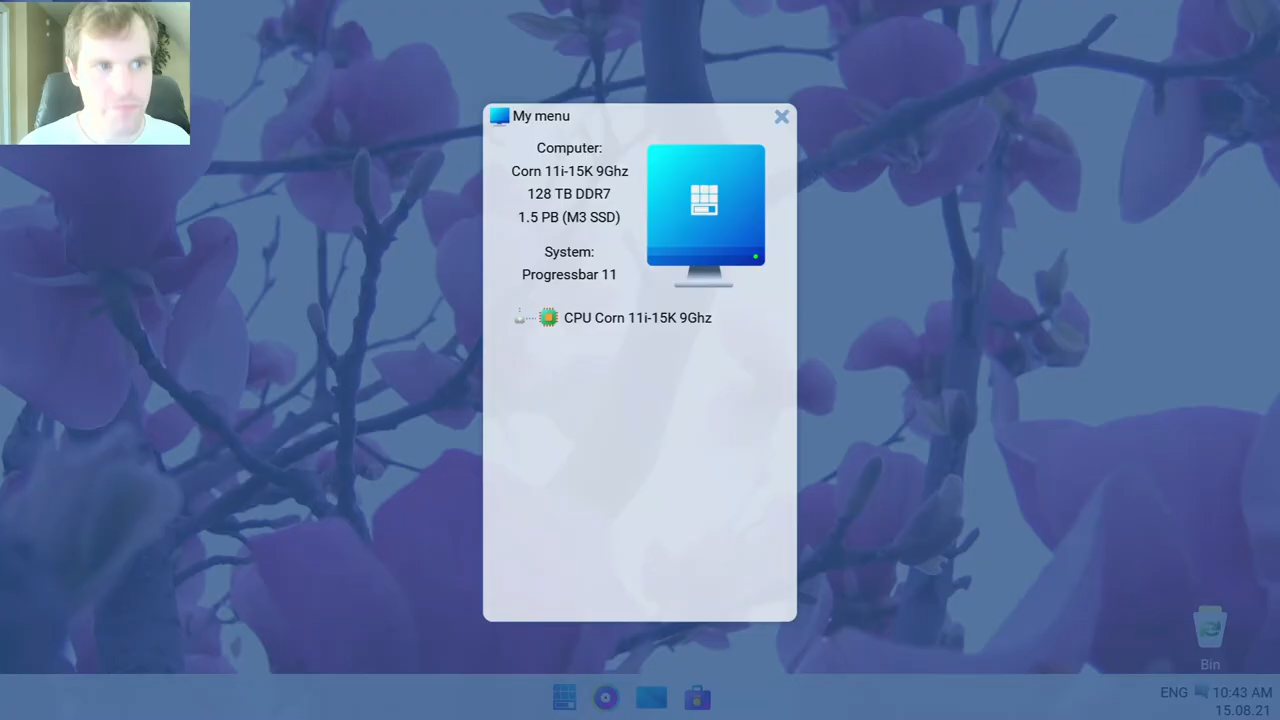 My menu
Computer:
Corn 11i-15K 9Ghz
128 TB DDR7
1.5 PB (M3 SSD)
System:
Progressbar 11
CPU Corn 11i-15K 9Ghz
Bin
ENG 10:43 AM
15.08.21